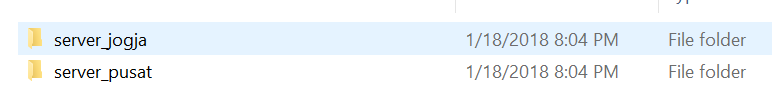 server_jogja 1/18/2018 8:04 PM File folder
server_pusat 1/18/2018 8:04 PM File folder